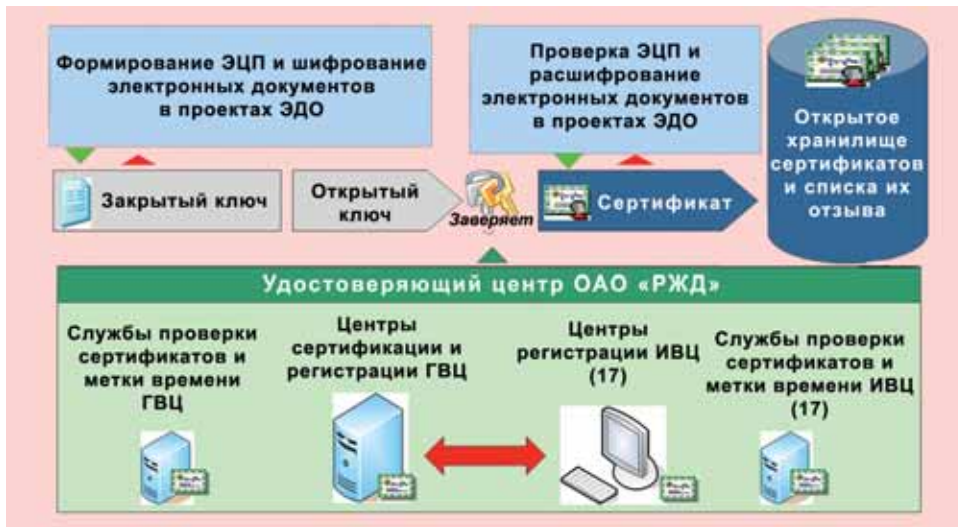 Формирование ЭЦП и шифрование
электронных документов
в проектах ЭДО
Проверка ЭЦП и
расшифрование
электронных документов
в проектах ЭДО
Открытое
хранилище
сертификатов
и списка их
отзыва
Закрытый ключ
Открытый
ключ
Заверяет
Сертификат
Удостоверяющий центр ОАО «РЖД»
Службы проверки
сертификатов и
метки времени
ГВЦ
Центры
сертификации и
регистрации ГВЦ
Центры
регистрации ИВЦ
(17)
Службы проверки
сертификатов и
метки времени ИВЦ
(17)